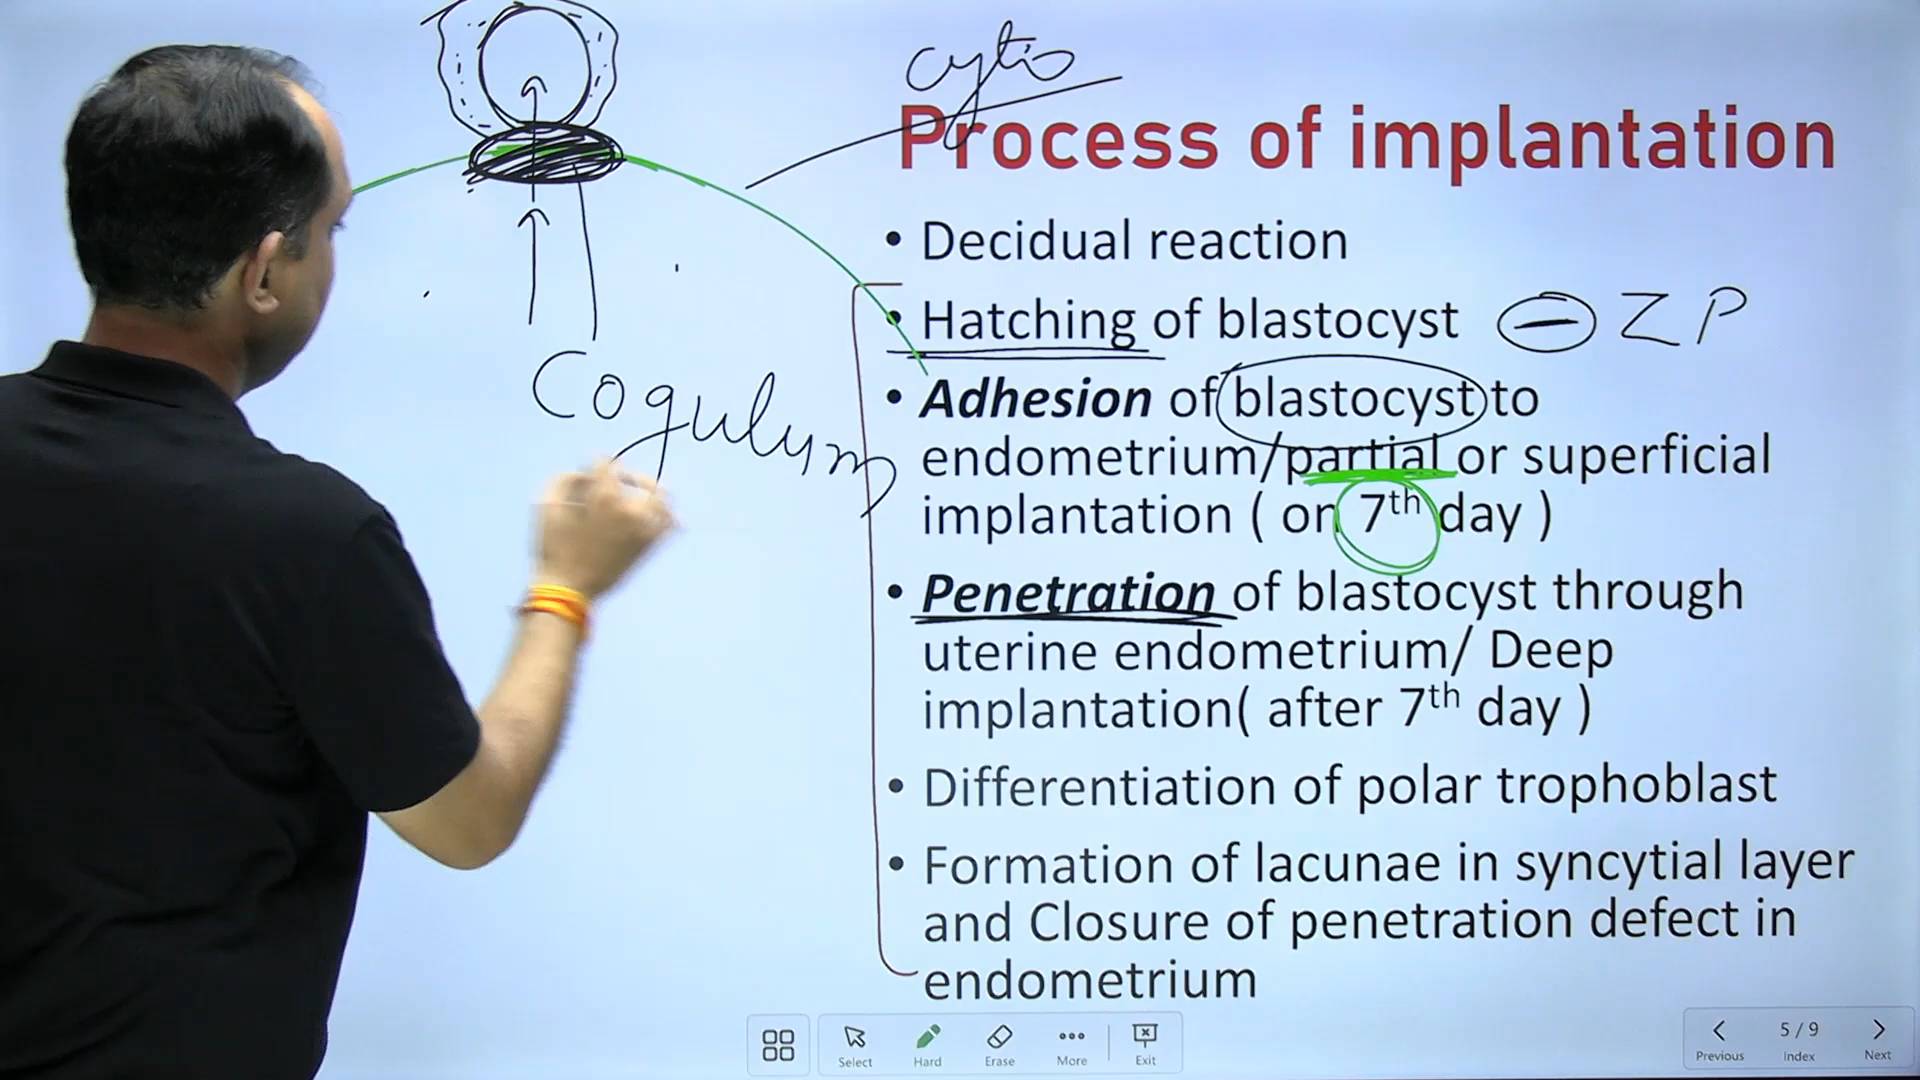 cytio
Process of implantation
• Decidual reaction
• Hatching of blastocyst ⊖ Z P
• Adhesion of blastocyst to
endometrium/partial or superficial
implantation ( on 7th day )
Cogulum
• Penetration of blastocyst through
uterine endometrium/ Deep
implantation( after 7th day )
• Differentiation of polar trophoblast
• Formation of lacunae in syncytial layer
and Closure of penetration defect in
endometrium
Select Hard Erase More Exit
5 / 9
Previous Index Next